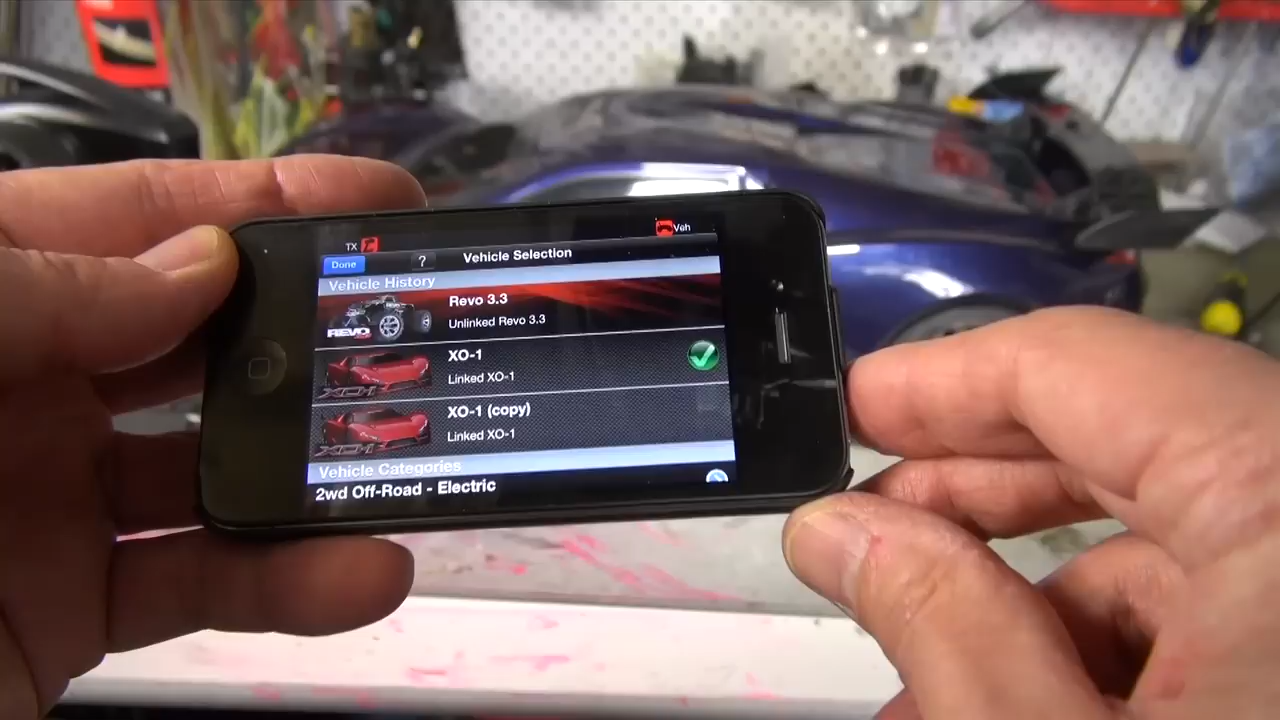 TX
Veh
Done
?
Vehicle Selection
Vehicle History
REVO
Revo 3.3
Unlinked Revo 3.3
XO-1
XO-1
Linked XO-1
XO-1
XO-1 (copy)
Linked XO-1
Vehicle Categories
2wd Off-Road - Electric